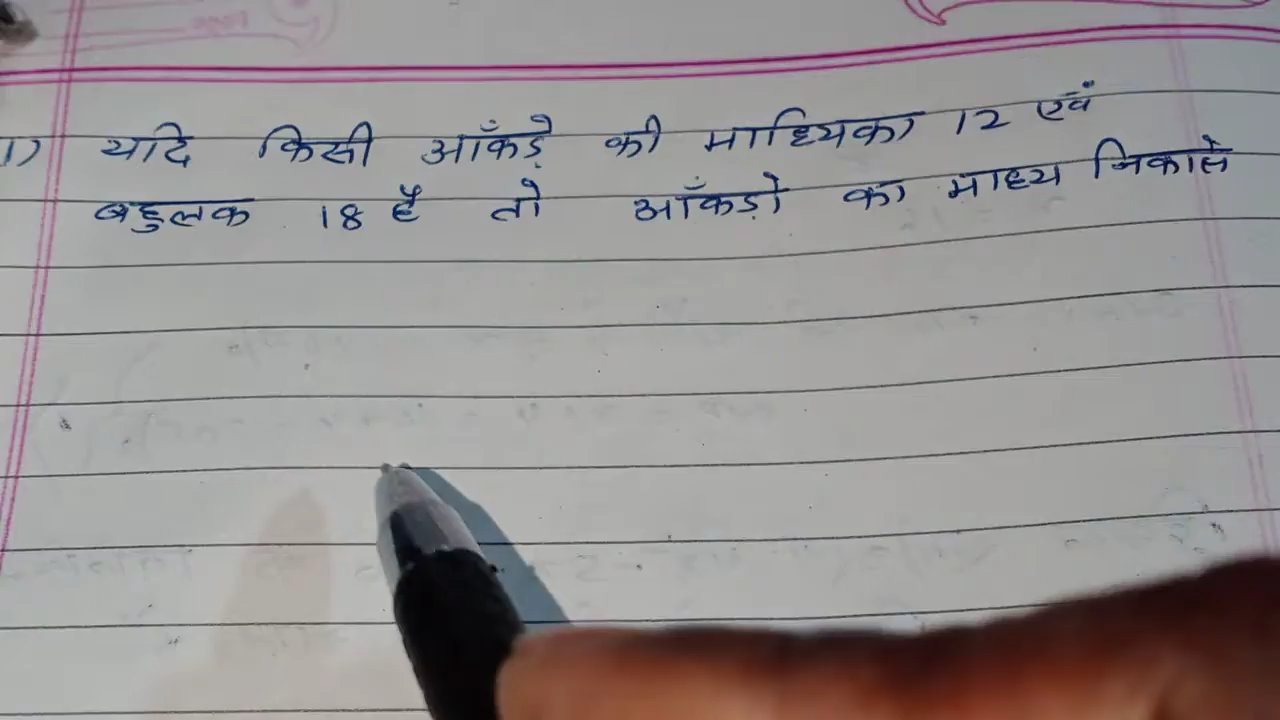 1) यदि किसी आँकड़े की माध्यिका 12 एवं
बहुलक 18 है तो आँकड़ो का माध्य निकाले